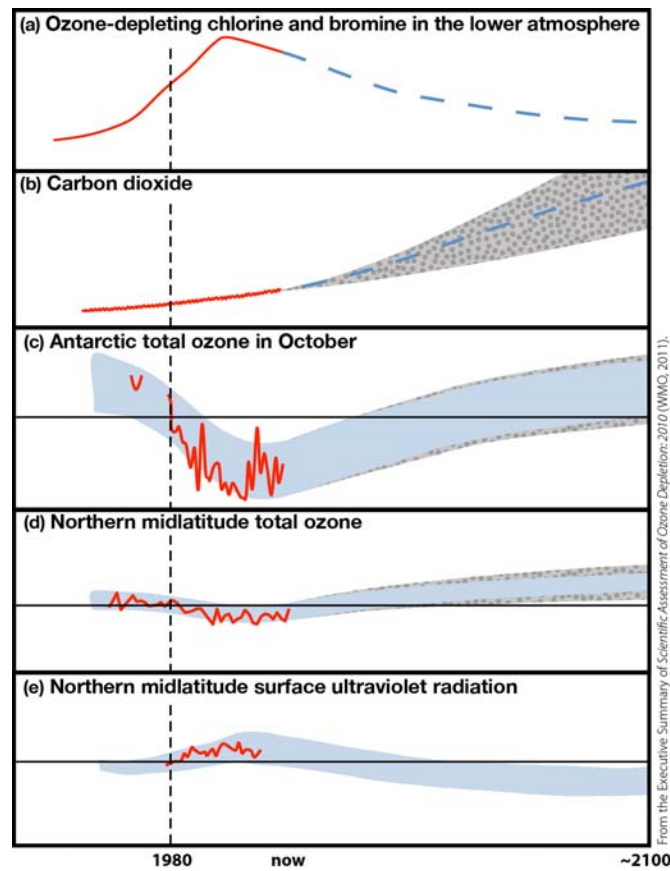 (a) Ozone-depleting chlorine and bromine in the lower atmosphere
(b) Carbon dioxide
(c) Antarctic total ozone in October
(d) Northern midlatitude total ozone
(e) Northern midlatitude surface ultraviolet radiation
1980 now ~2100
From the Executive Summary of Scientific Assessment of Ozone Depletion: 2010 (WMO, 2011).